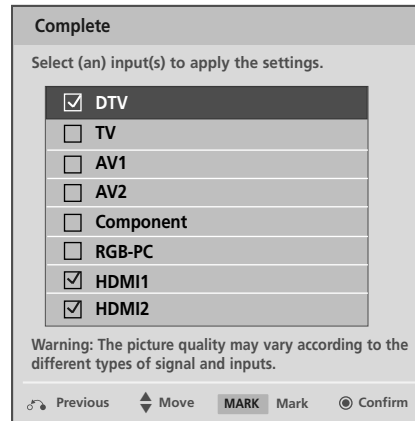 Complete
Select (an) input(s) to apply the settings.
DTV
TV
AV1
AV2
Component
RGB-PC
HDMI1
HDMI2
Warning: The picture quality may vary according to the
different types of signal and inputs.
Previous Move MARK Mark Confirm